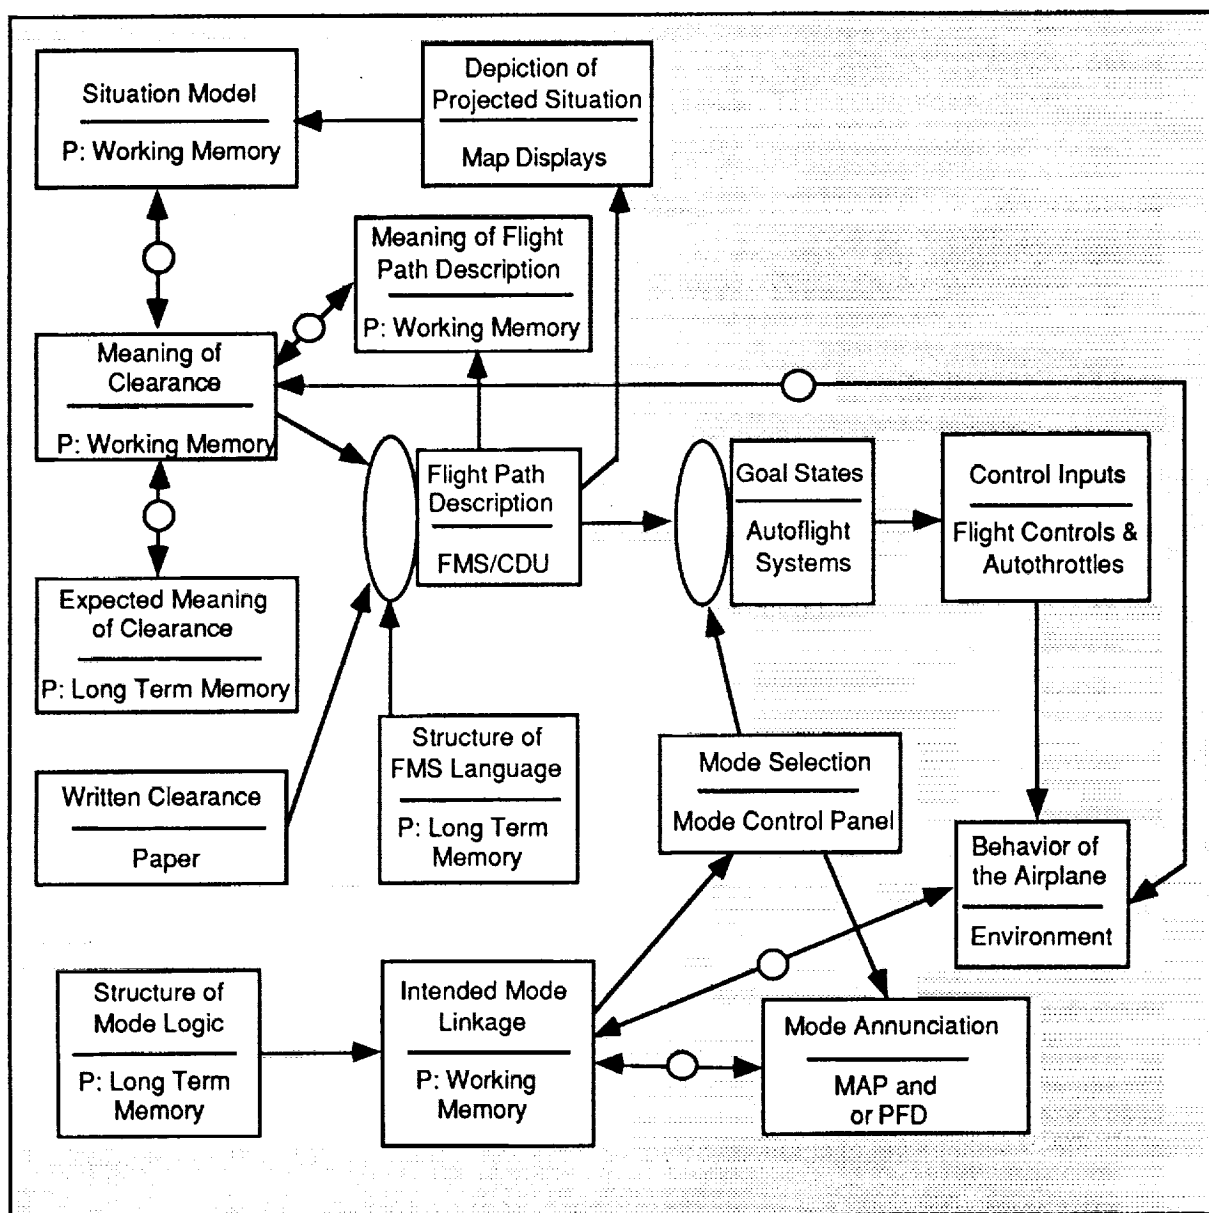 Situation Model
P: Working Memory
Depiction of
Projected Situation
Map Displays
Meaning of Flight
Path Description
P: Working Memory
Meaning of
Clearance
P: Working Memory
Flight Path
Description
FMS/CDU
Goal States
Autoflight
Systems
Control Inputs
Flight Controls &
Autothrottles
Expected Meaning
of Clearance
P: Long Term Memory
Structure of
FMS Language
P: Long Term
Memory
Mode Selection
Mode Control Panel
Written Clearance
Paper
Behavior of
the Airplane
Environment
Structure of
Mode Logic
P: Long Term
Memory
Intended Mode
Linkage
P: Working
Memory
Mode Annunciation
MAP and
or PFD